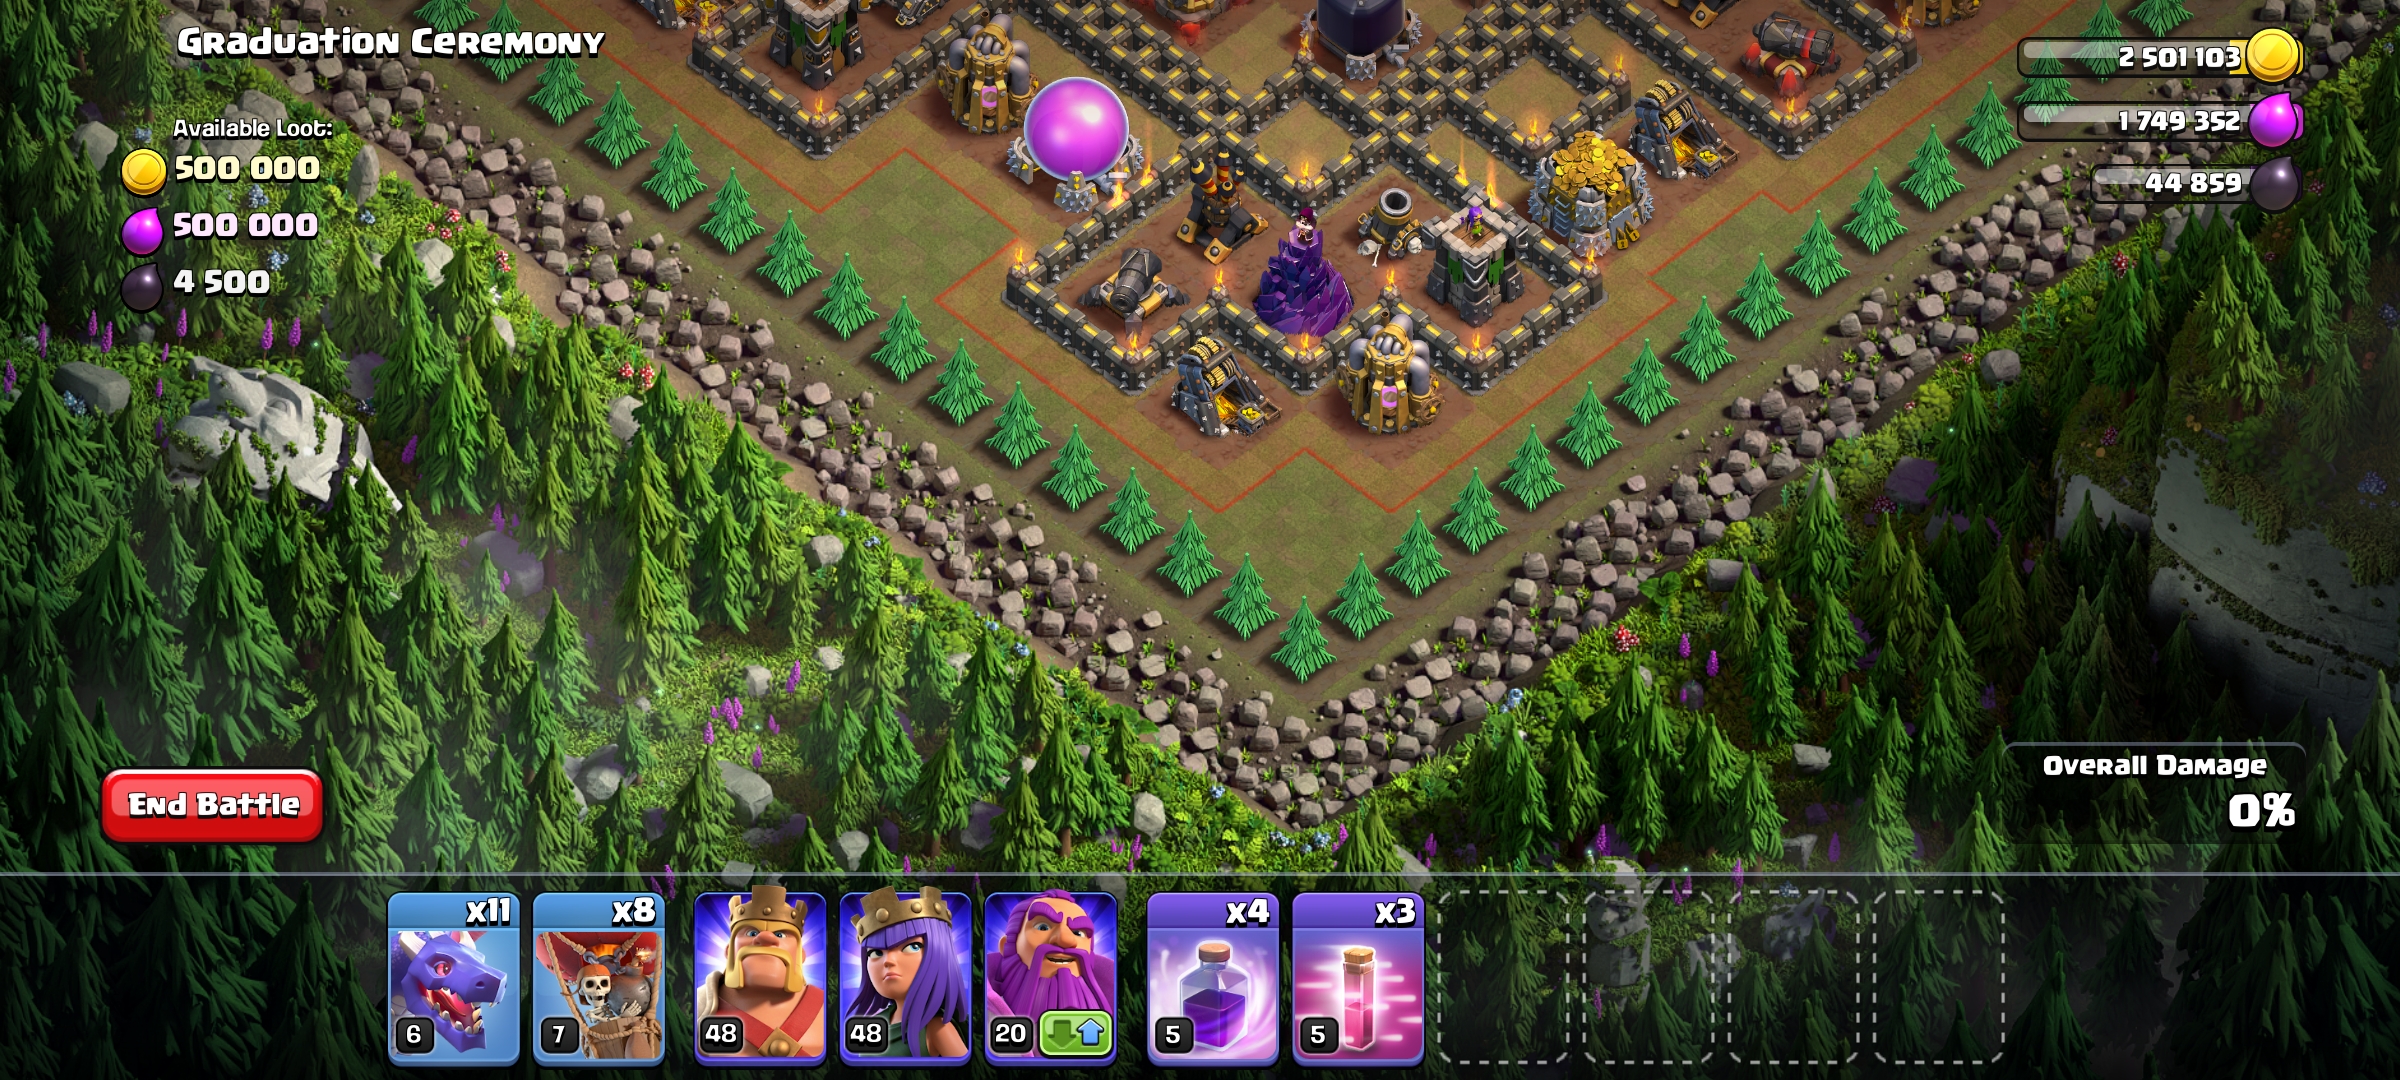 Graduation Ceremony
Available Loot:
500 000
500 000
4 500
2 501 103
1 749 352
44 859
End Battle
Overall Damage
0%
x11
x8
x4
x3
6
7
48
48
20
5
5